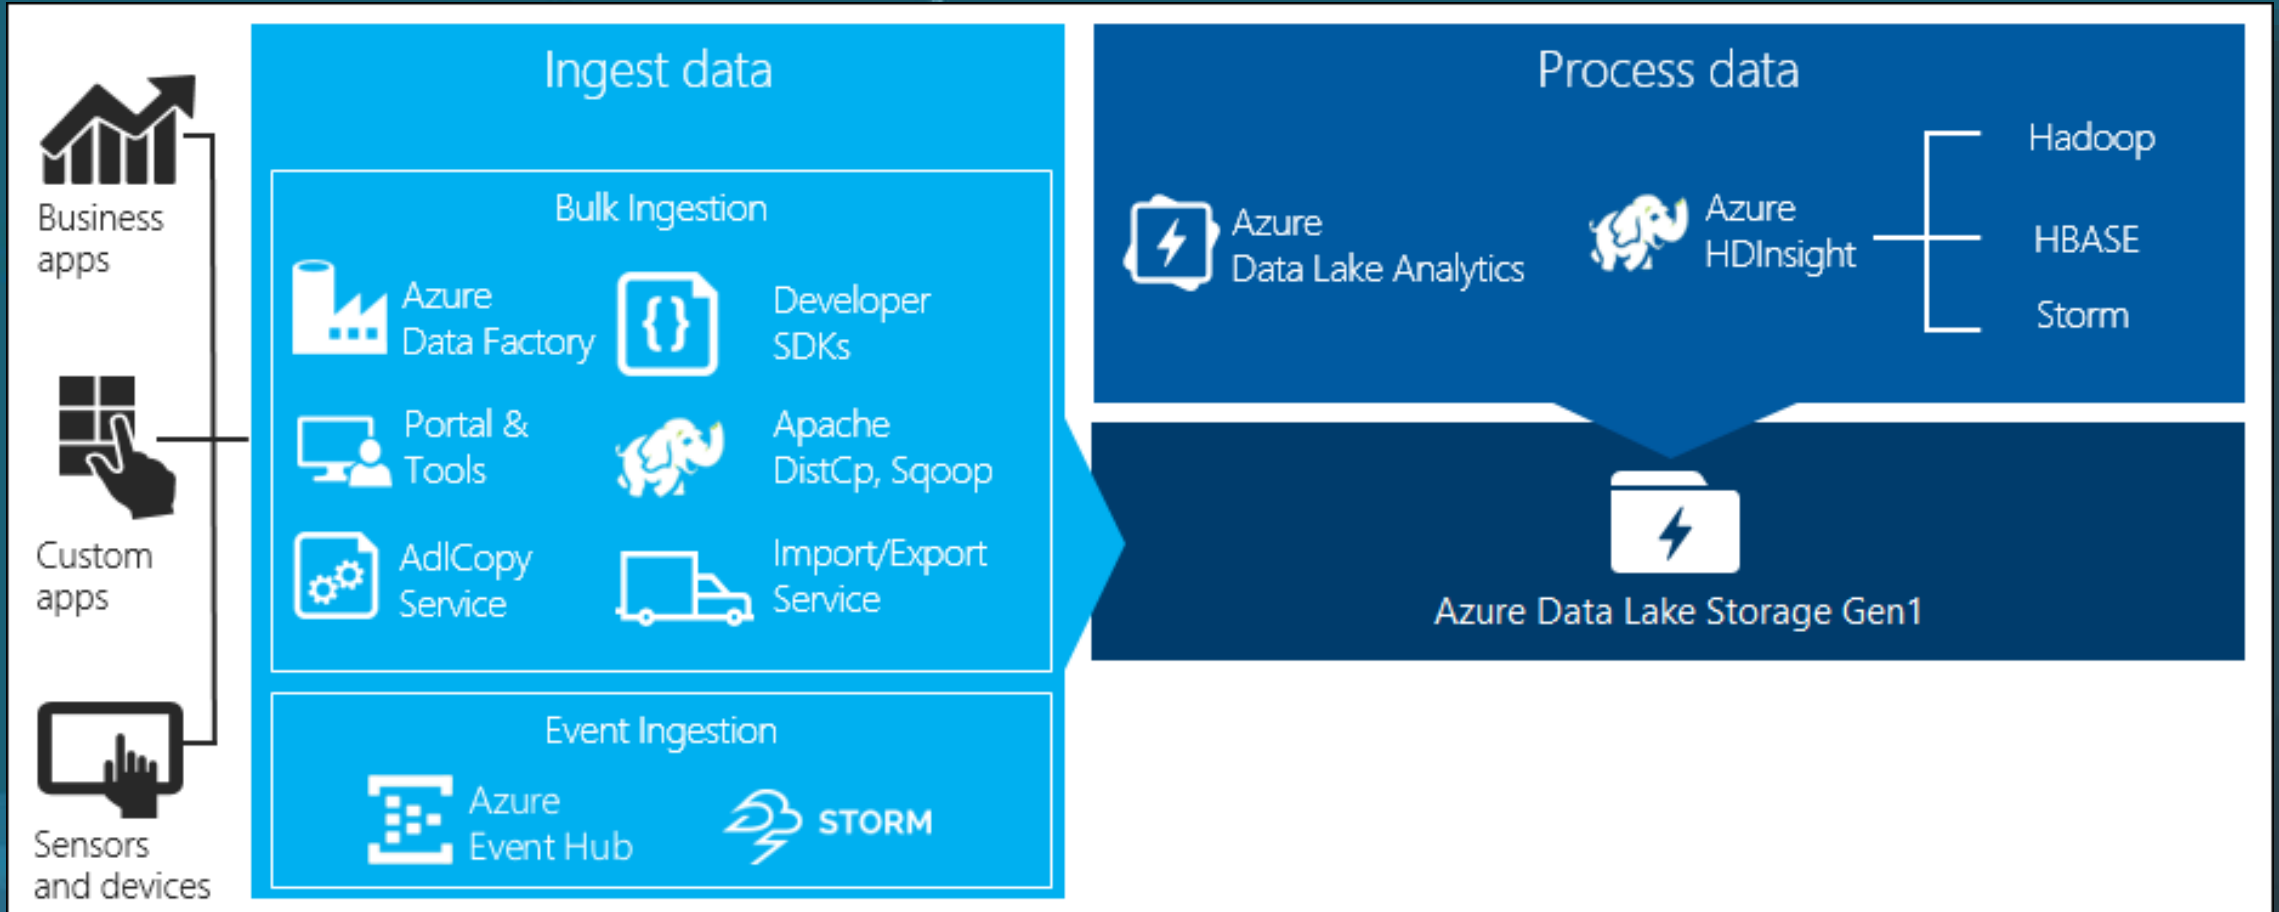 Business
apps
Custom
apps
Sensors
and devices
Ingest data
Bulk Ingestion
Azure
Data Factory
Developer
SDKs
Portal &
Tools
Apache
DistCp, Sqoop
AdlCopy
Service
Import/Export
Service
Event Ingestion
Azure
Event Hub
STORM
Process data
Azure
Data Lake Analytics
Azure
HDInsight
Hadoop
HBASE
Storm
Azure Data Lake Storage Gen1